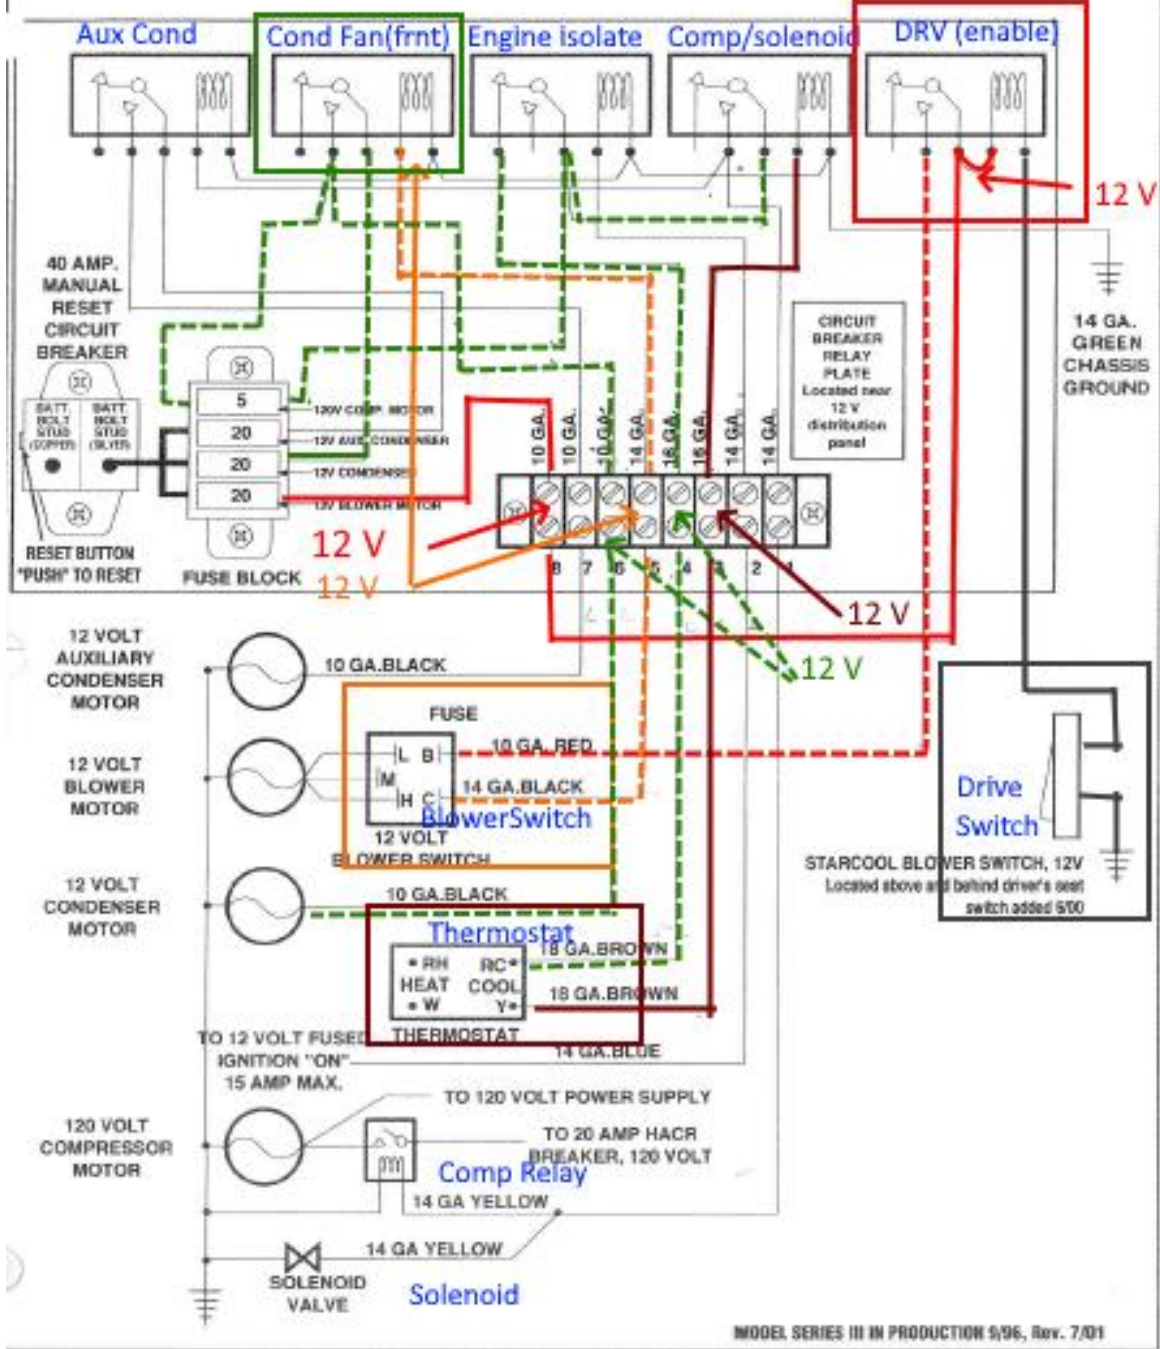 Aux Cond
Cond Fan(frnt)
Engine isolate
Comp/solenoid
DRV (enable)
12 V
40 AMP.
MANUAL
RESET
CIRCUIT
BREAKER
BATT.
BOLT
STUD
(COPPER)
BATT.
BOLT
STUD
(SILVER)
5
20
20
20
120V COMP. MOTOR
12V AUX. CONDENSER
12V CONDENSER
12V BLOWER MOTOR
RESET BUTTON
"PUSH" TO RESET
FUSE BLOCK
10 GA.
10 GA.
10 GA.
14 GA.
16 GA.
16 GA.
14 GA.
14 GA.
CIRCUIT
BREAKER
RELAY
PLATE
Located near
12 V
distribution
panel
14 GA.
GREEN
CHASSIS
GROUND
12 V
12 V
8 7 6 5 4 3 2 1
12 V
12 V
12 VOLT
AUXILIARY
CONDENSER
MOTOR
10 GA.BLACK
FUSE
L B
M
H C
10 GA. RED
14 GA.BLACK
BlowerSwitch
12 VOLT
BLOWER SWITCH
12 VOLT
BLOWER
MOTOR
Drive
Switch
STARCOOL BLOWER SWITCH, 12V
Located above and behind driver's seat
switch added 6/00
12 VOLT
CONDENSER
MOTOR
10 GA.BLACK
Thermostat
RH RC
HEAT COOL
W Y
18 GA.BROWN
18 GA.BROWN
THERMOSTAT
14 GA.BLUE
TO 12 VOLT FUSED
IGNITION "ON"
15 AMP MAX.
120 VOLT
COMPRESSOR
MOTOR
TO 120 VOLT POWER SUPPLY
TO 20 AMP HACR
BREAKER, 120 VOLT
Comp Relay
14 GA YELLOW
14 GA YELLOW
SOLENOID
VALVE
Solenoid
MODEL SERIES III IN PRODUCTION 9/96, Rev. 7/01